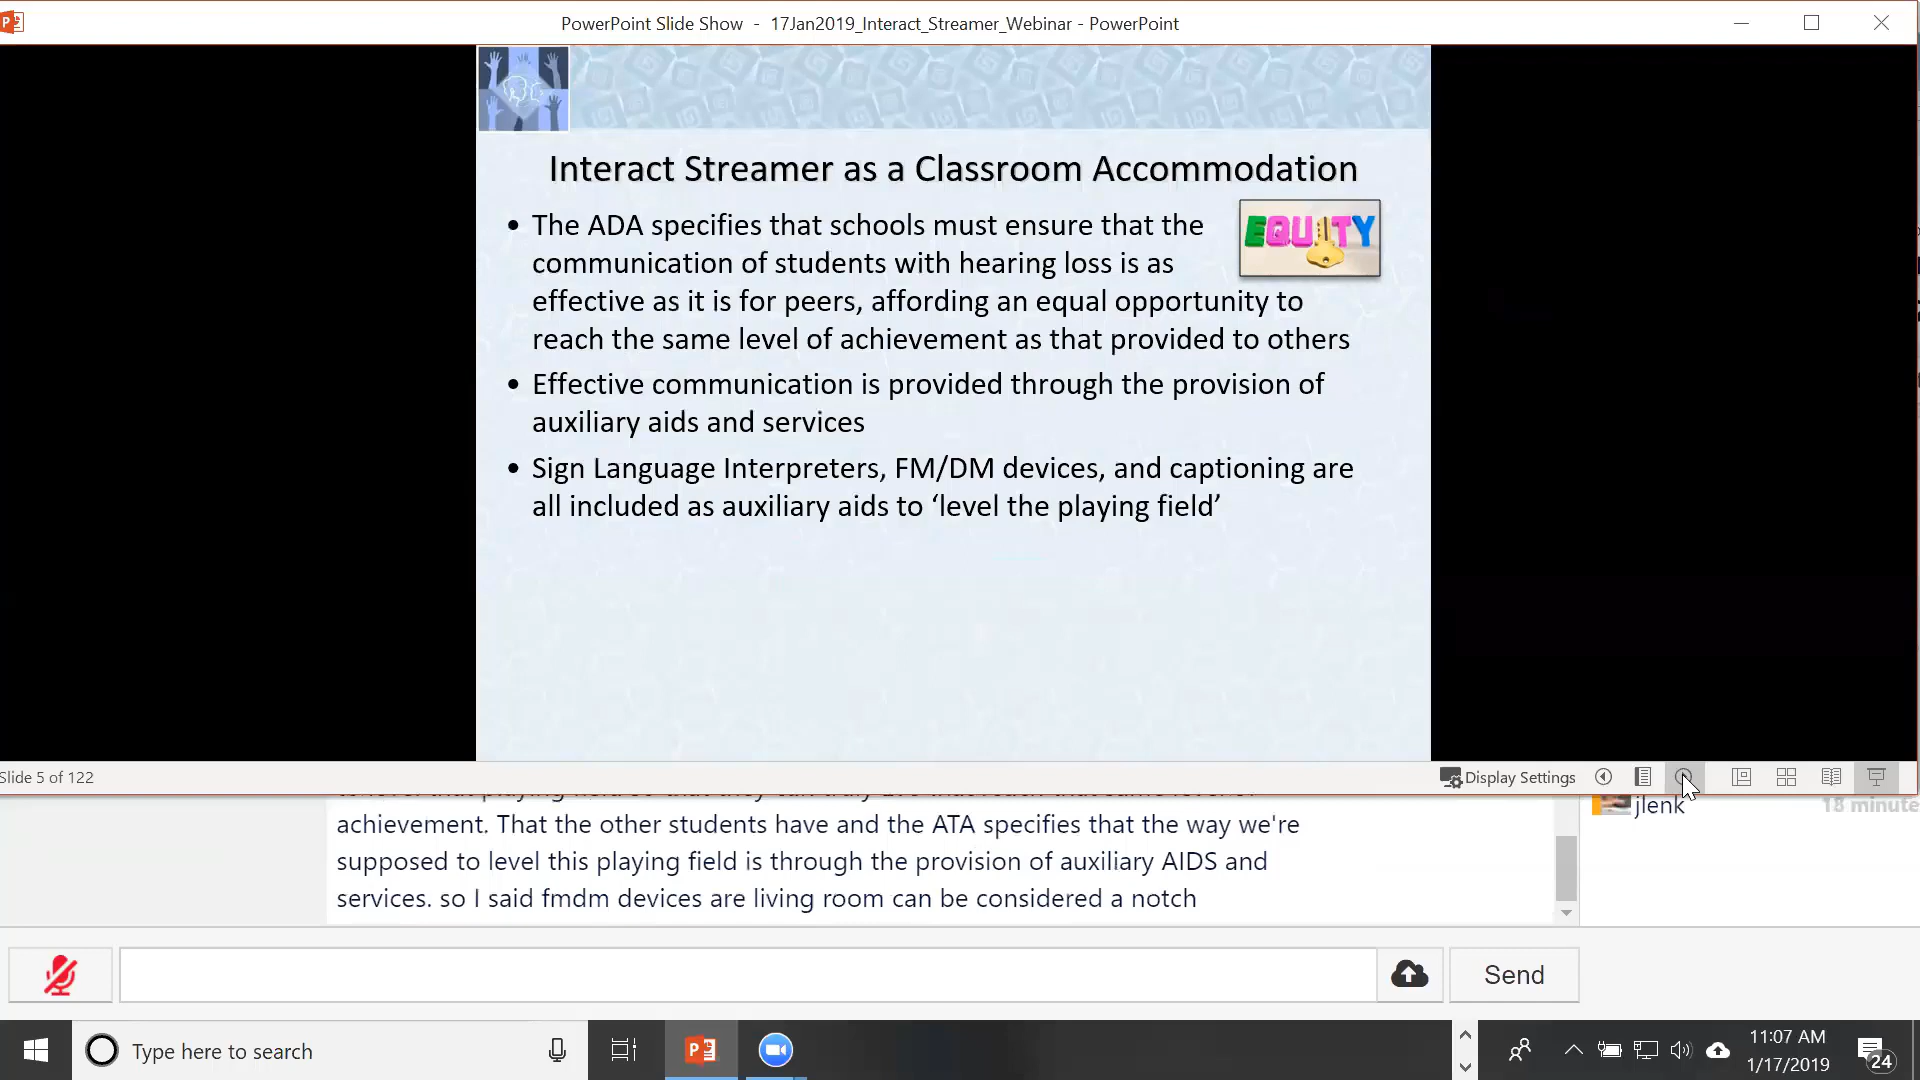 PowerPoint Slide Show - 17Jan2019_Interact_Streamer_Webinar - PowerPoint
Interact Streamer as a Classroom Accommodation
• The ADA specifies that schools must ensure that the
communication of students with hearing loss is as
effective as it is for peers, affording an equal opportunity to
reach the same level of achievement as that provided to others
EQUITY
• Effective communication is provided through the provision of
auxiliary aids and services
• Sign Language Interpreters, FM/DM devices, and captioning are
all included as auxiliary aids to ‘level the playing field’
Slide 5 of 122
Display Settings
jlenk
18 minute
achievement. That the other students have and the ATA specifies that the way we're
supposed to level this playing field is through the provision of auxiliary AIDS and
services. so I said fmdm devices are living room can be considered a notch
Send
Type here to search
11:07 AM
1/17/2019
24